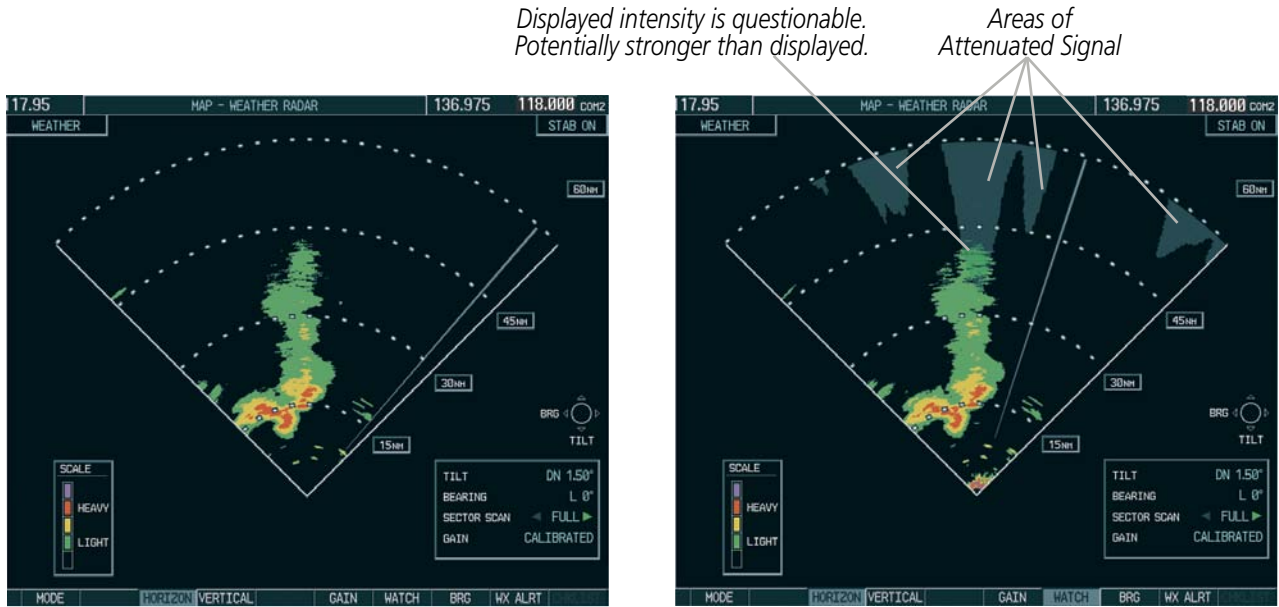 Displayed intensity is questionable.
Potentially stronger than displayed.
Areas of
Attenuated Signal
117.95 MAP - WEATHER RADAR 136.975 118.000 COM2
WEATHER STAB ON
60NM
45NM
30NM
BRG
TILT
15NM
SCALE
HEAVY
LIGHT
TILT DN 1.50°
BEARING L 0°
SECTOR SCAN FULL
GAIN CALIBRATED
MODE HORIZON VERTICAL GAIN WATCH BRG WX ALRT CHKLIST
17.95 MAP - WEATHER RADAR 136.975 118.000 COM2
WEATHER STAB ON
60NM
45NM
30NM
BRG
TILT
15NM
SCALE
HEAVY
LIGHT
TILT DN 1.50°
BEARING L 0°
SECTOR SCAN FULL
GAIN CALIBRATED
MODE HORIZON VERTICAL GAIN WATCH BRG WX ALRT CHKLIST